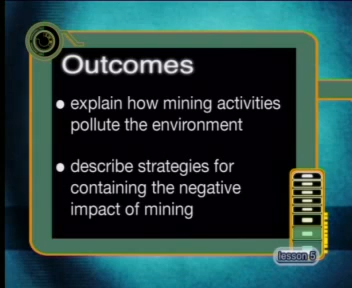 Outcomes
• explain how mining activities
pollute the environment
• describe strategies for
containing the negative
impact of mining
lesson 5